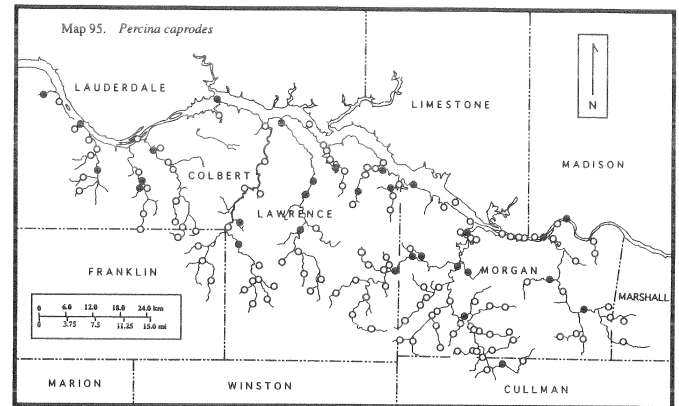 Map 95. Percina caprodes
LAUDERDALE
LIMESTONE
N
MADISON
COLBERT
LAWRENCE
FRANKLIN
MORGAN
MARSHALL
0 6.0 12.0 18.0 24.0 km
0 3.75 7.5 11.25 15.0 mi
MARION
WINSTON
CULLMAN